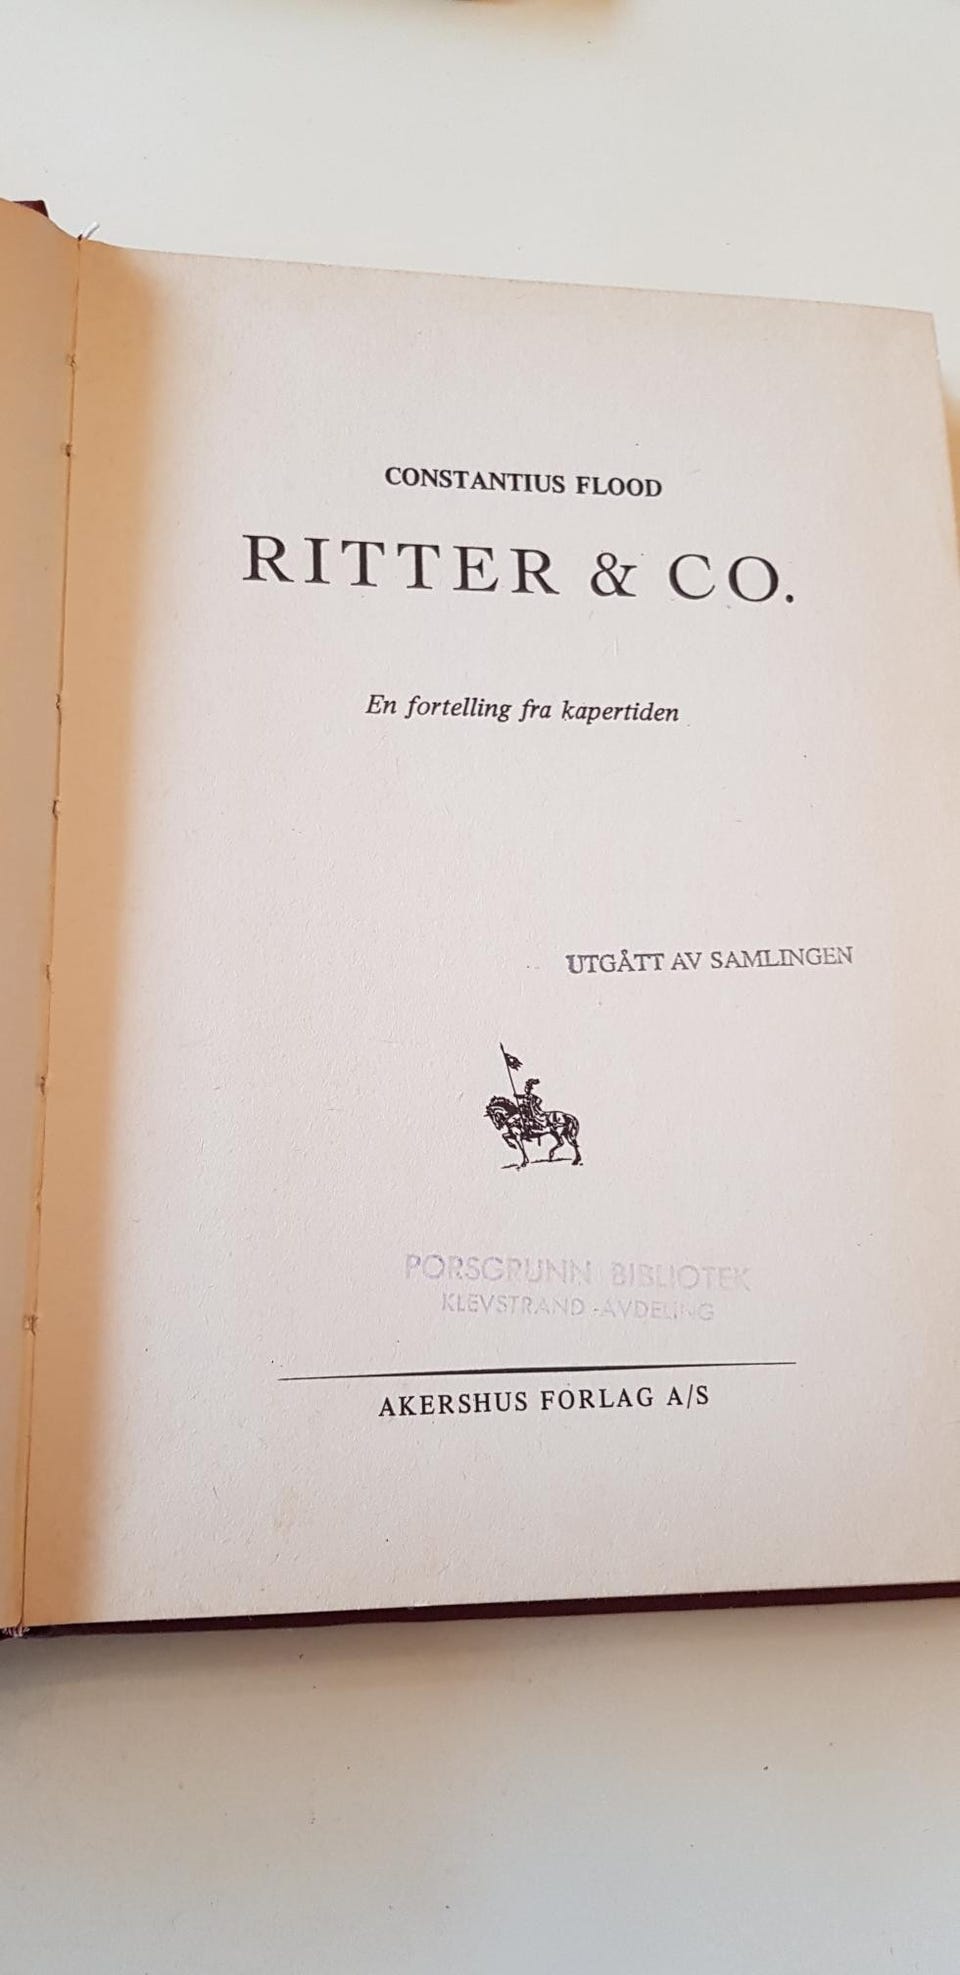 CONSTANTIUS FLOOD
RITTER & CO.
En fortelling fra kapertiden
UTGÅTT AV SAMLINGEN
PORSGRUNN BIBLIOTEK
KLEVSTRAND-AVDELING
AKERSHUS FORLAG A/S